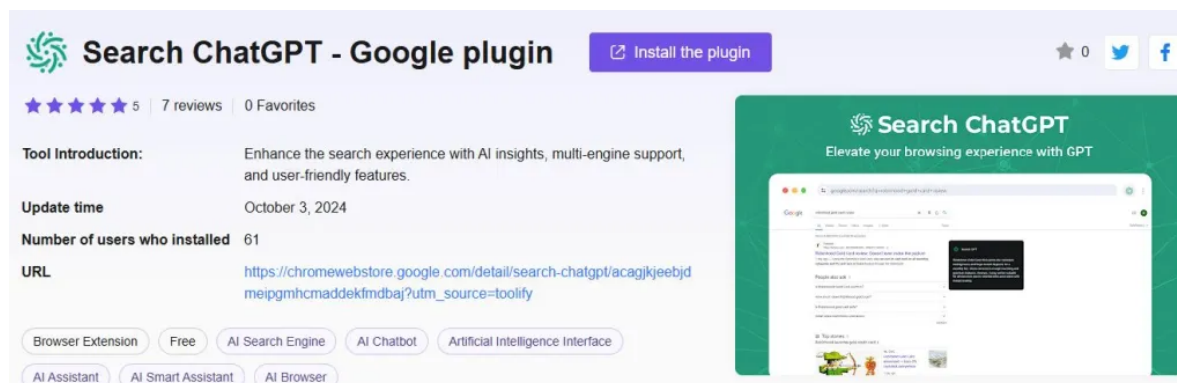 Search ChatGPT - Google plugin
Install the plugin
0
5
7 reviews
0 Favorites
Tool Introduction:
Enhance the search experience with AI insights, multi-engine support,
and user-friendly features.
Update time
October 3, 2024
Number of users who installed
61
URL
https://chromewebstore.google.com/detail/search-chatgpt/acagjkjeebjd
meipgmhcmaddekfmdbaj?utm_source=toolify
Browser Extension
Free
AI Search Engine
AI Chatbot
Artificial Intelligence Interface
AI Assistant
AI Smart Assistant
AI Browser
Search ChatGPT
Elevate your browsing experience with GPT
Google
People also ask
Top stories